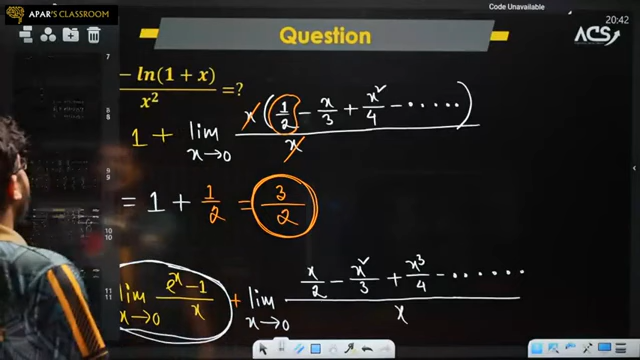 APAR'S CLASSROOM
Code Unavailable
Question
ACS
20:42
- ln(1 + x) / x² = ?
1 + lim x→0 x(1/2 - x/3 + x²/4 - ......) / x
= 1 + 1/2 = 3/2
lim x→0 (eˣ - 1) / x + lim x→0 (x/2 - x²/3 + x³/4 - .......) / x